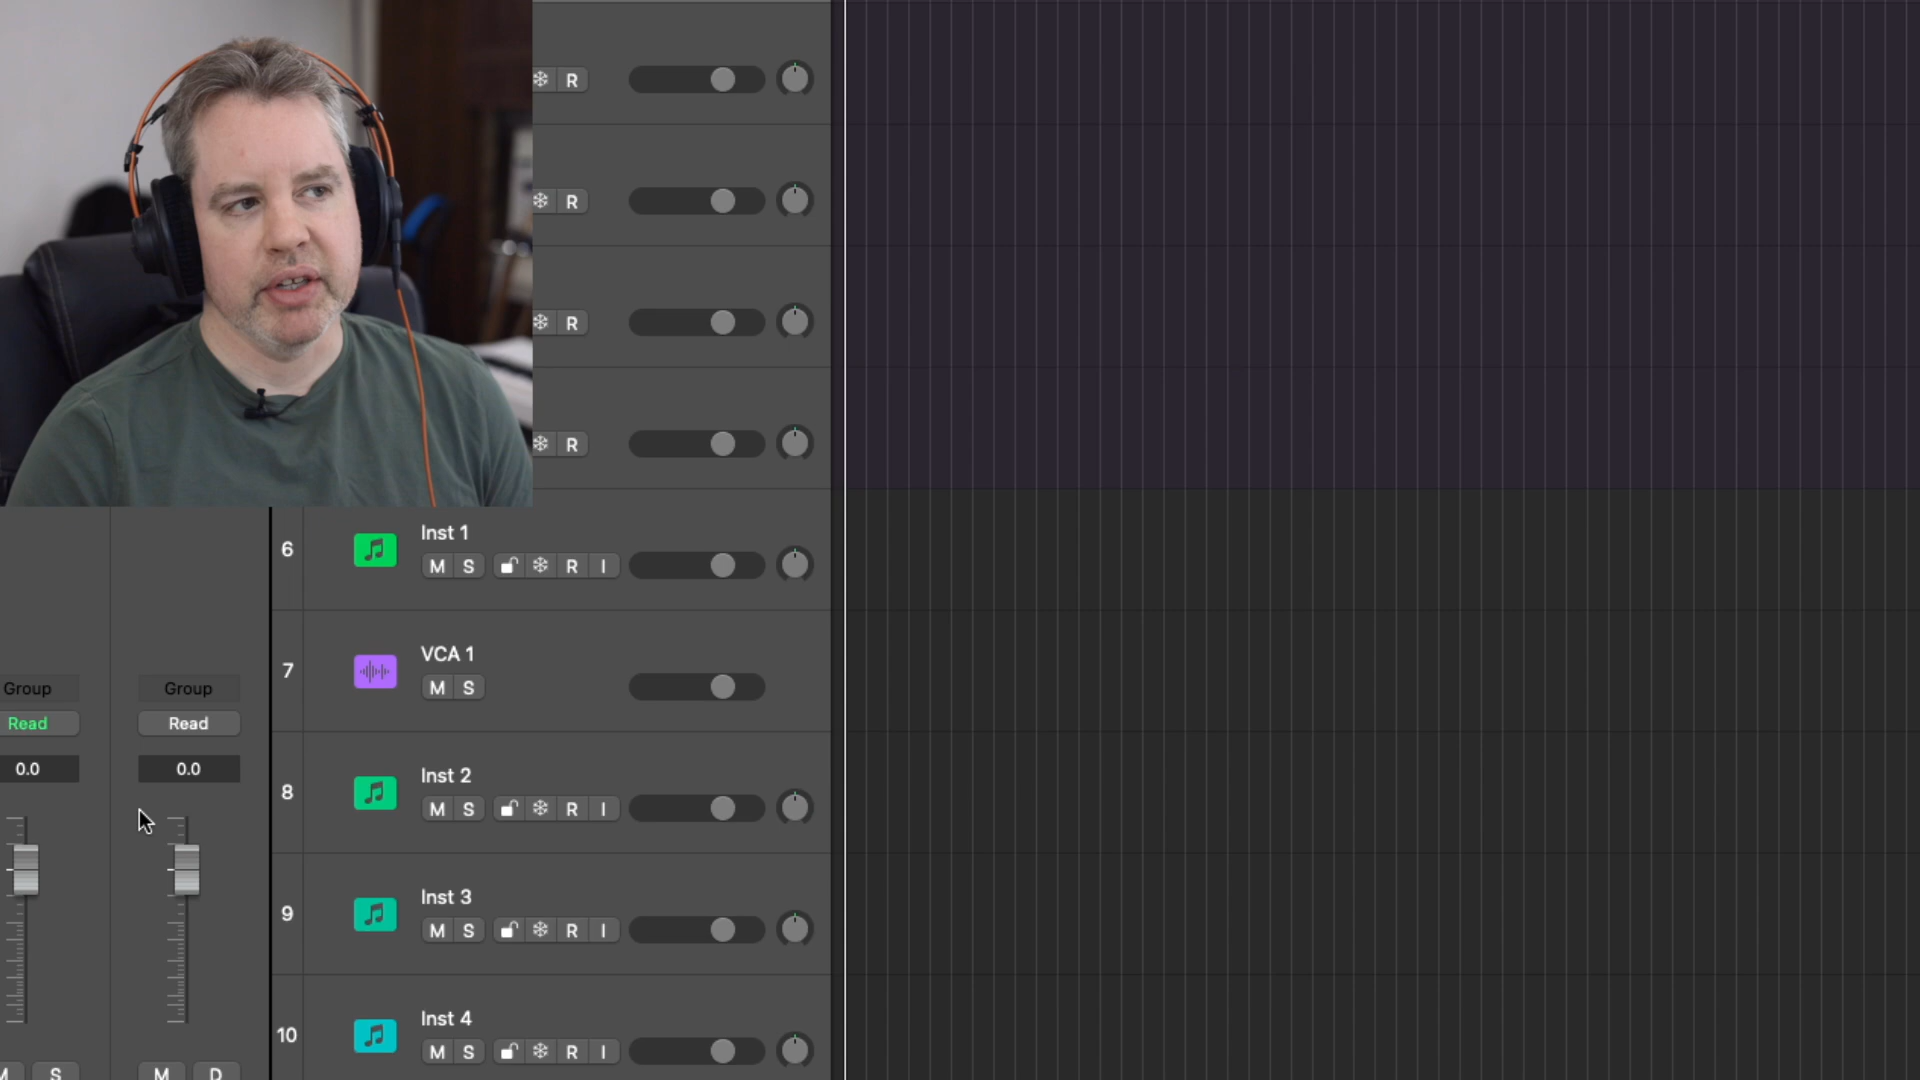 R
R
R
R
6 Inst 1
M S R I
7 VCA 1
M S
8 Inst 2
M S R I
9 Inst 3
M S R I
10 Inst 4
M S R I
Group Group
Read Read
0.0 0.0
M S M D